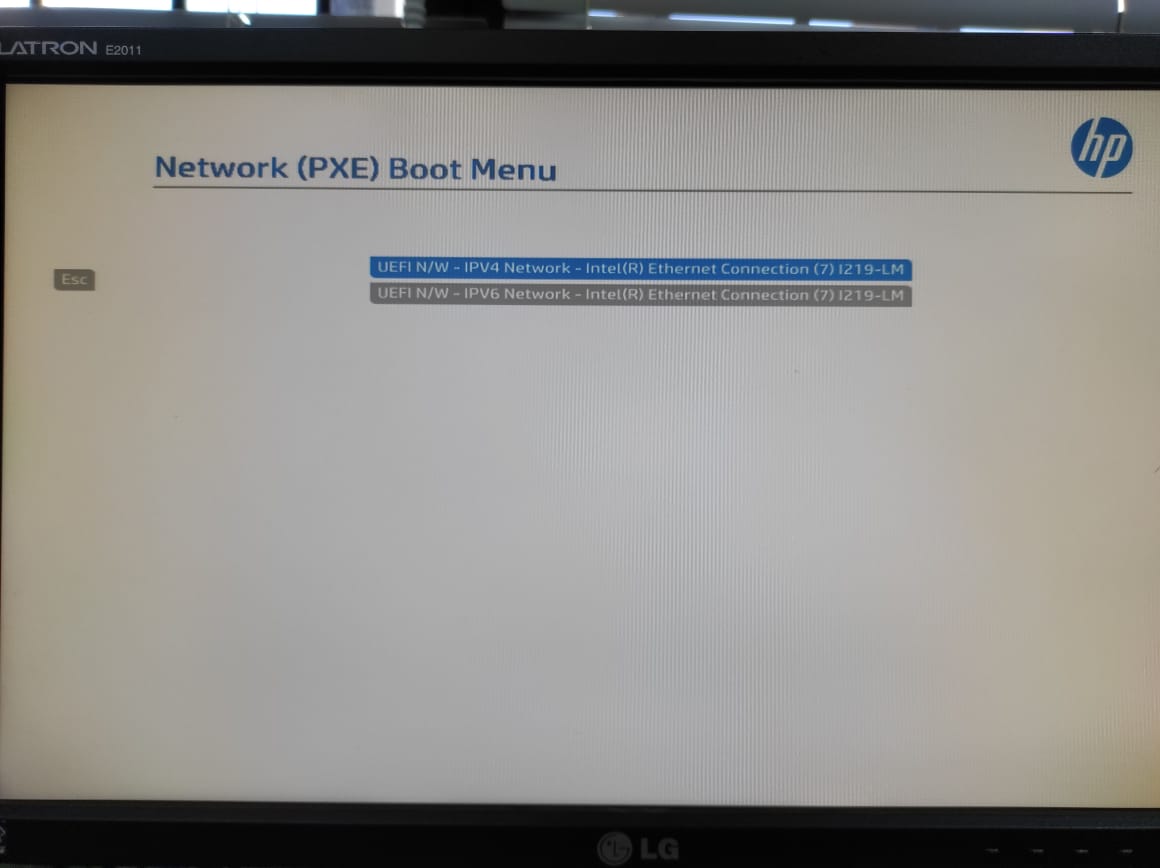 LATRON E2011
hp
Network (PXE) Boot Menu
Esc
UEFI N/W - IPV4 Network - Intel(R) Ethernet Connection (7) I219-LM
UEFI N/W - IPV6 Network - Intel(R) Ethernet Connection (7) I219-LM
LG